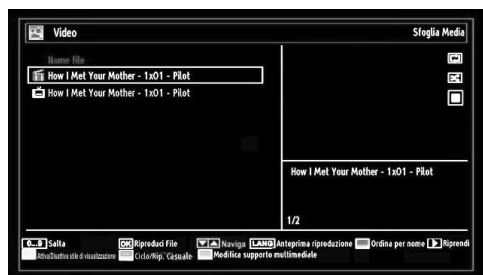 Video
Sfoglia Media
Nome file
How I Met Your Mother - 1x01 - Pilot
How I Met Your Mother - 1x01 - Pilot
How I Met Your Mother - 1x01 - Pilot
1/2
0...9 Salta OK Riproduci File Naviga LANG Anteprima riproduzione Ordina per nome Riprendi
Attiva/Disattiva stile di visualizzazione Ciclo/Rip. Casuale Modifica supporto multimediale